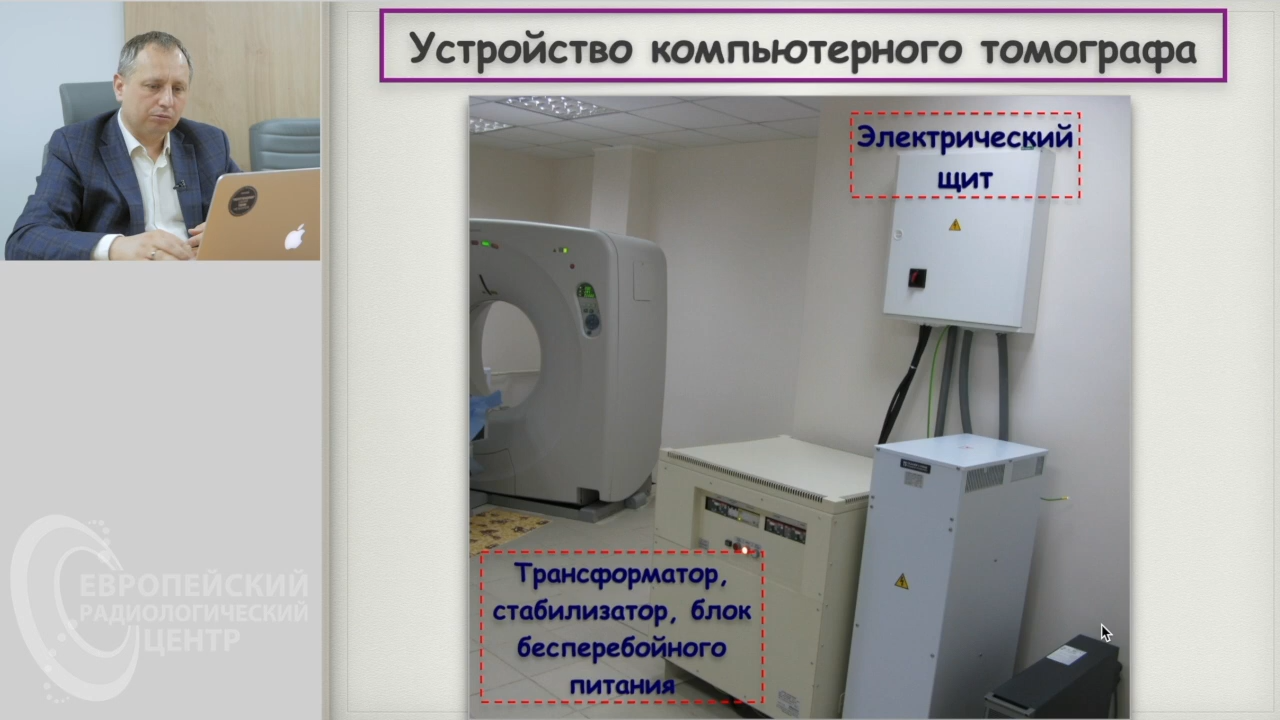 Устройство компьютерного томографа
Электрический
щит
Трансформатор,
стабилизатор, блок
бесперебойного
питания
ЕВРОПЕЙСКИЙ
РАДИОЛОГИЧЕСКИЙ
ЦЕНТР